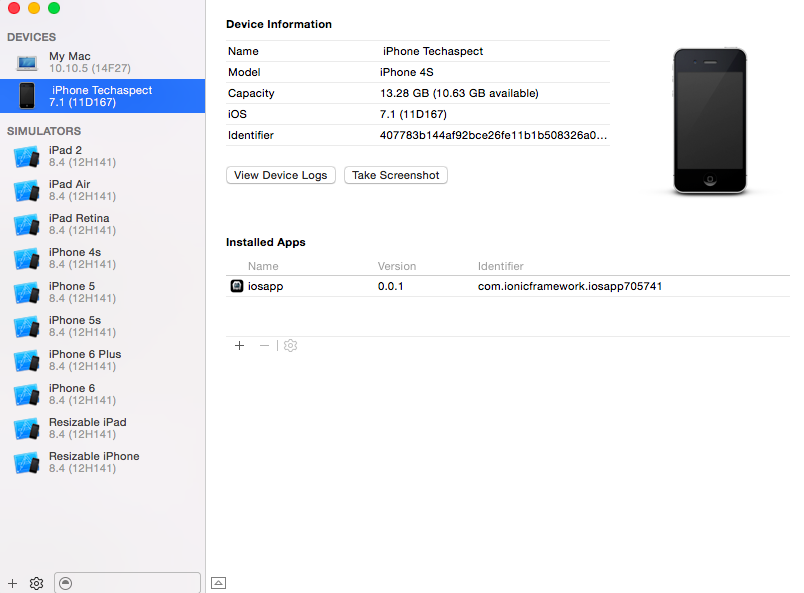 DEVICES
My Mac
10.10.5 (14F27)
iPhone Techaspect
7.1 (11D167)
SIMULATORS
iPad 2
8.4 (12H141)
iPad Air
8.4 (12H141)
iPad Retina
8.4 (12H141)
iPhone 4s
8.4 (12H141)
iPhone 5
8.4 (12H141)
iPhone 5s
8.4 (12H141)
iPhone 6 Plus
8.4 (12H141)
iPhone 6
8.4 (12H141)
Resizable iPad
8.4 (12H141)
Resizable iPhone
8.4 (12H141)
Device Information
Name iPhone Techaspect
Model iPhone 4S
Capacity 13.28 GB (10.63 GB available)
iOS 7.1 (11D167)
Identifier 407783b144af92bce26fe11b1b508326a0...
View Device Logs Take Screenshot
Installed Apps
Name Version Identifier
iosapp 0.0.1 com.ionicframework.iosapp705741